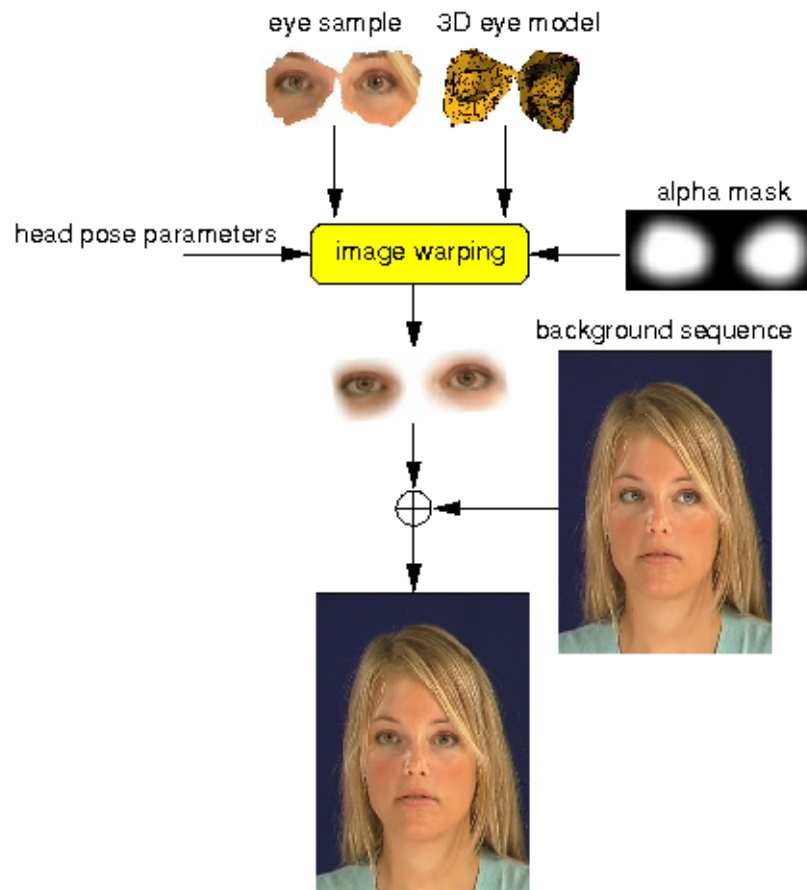 eye sample
3D eye model
alpha mask
head pose parameters
image warping
background sequence